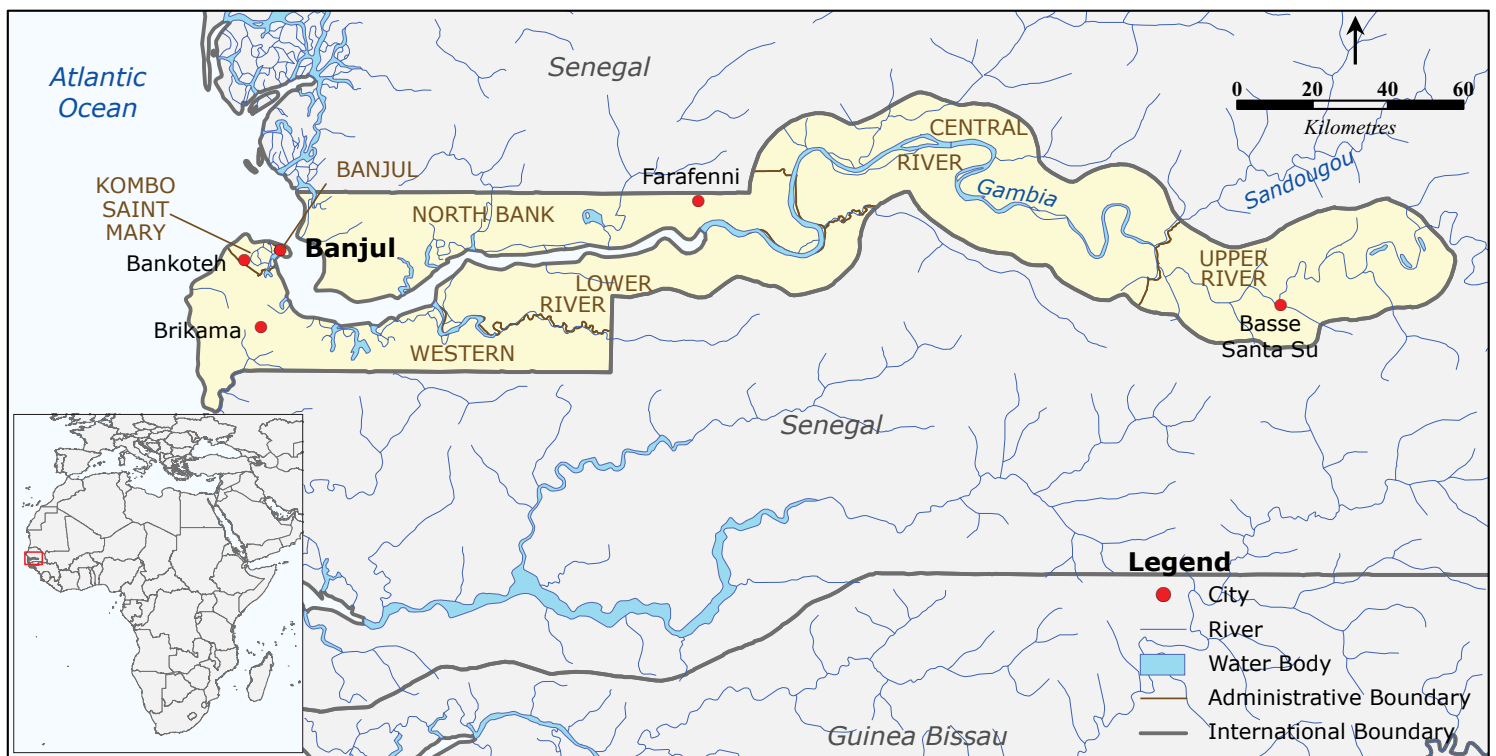 Atlantic
Ocean
Senegal
0 20 40 60
Kilometres
CENTRAL
RIVER
Gambia
Sandougou
BANJUL
KOMBO
SAINT
MARY
Farafenni
NORTH BANK
Banjul
Bankoteh
LOWER
RIVER
UPPER
RIVER
Brikama
WESTERN
Basse
Santa Su
Senegal
Legend
City
River
Water Body
Administrative Boundary
International Boundary
Guinea Bissau